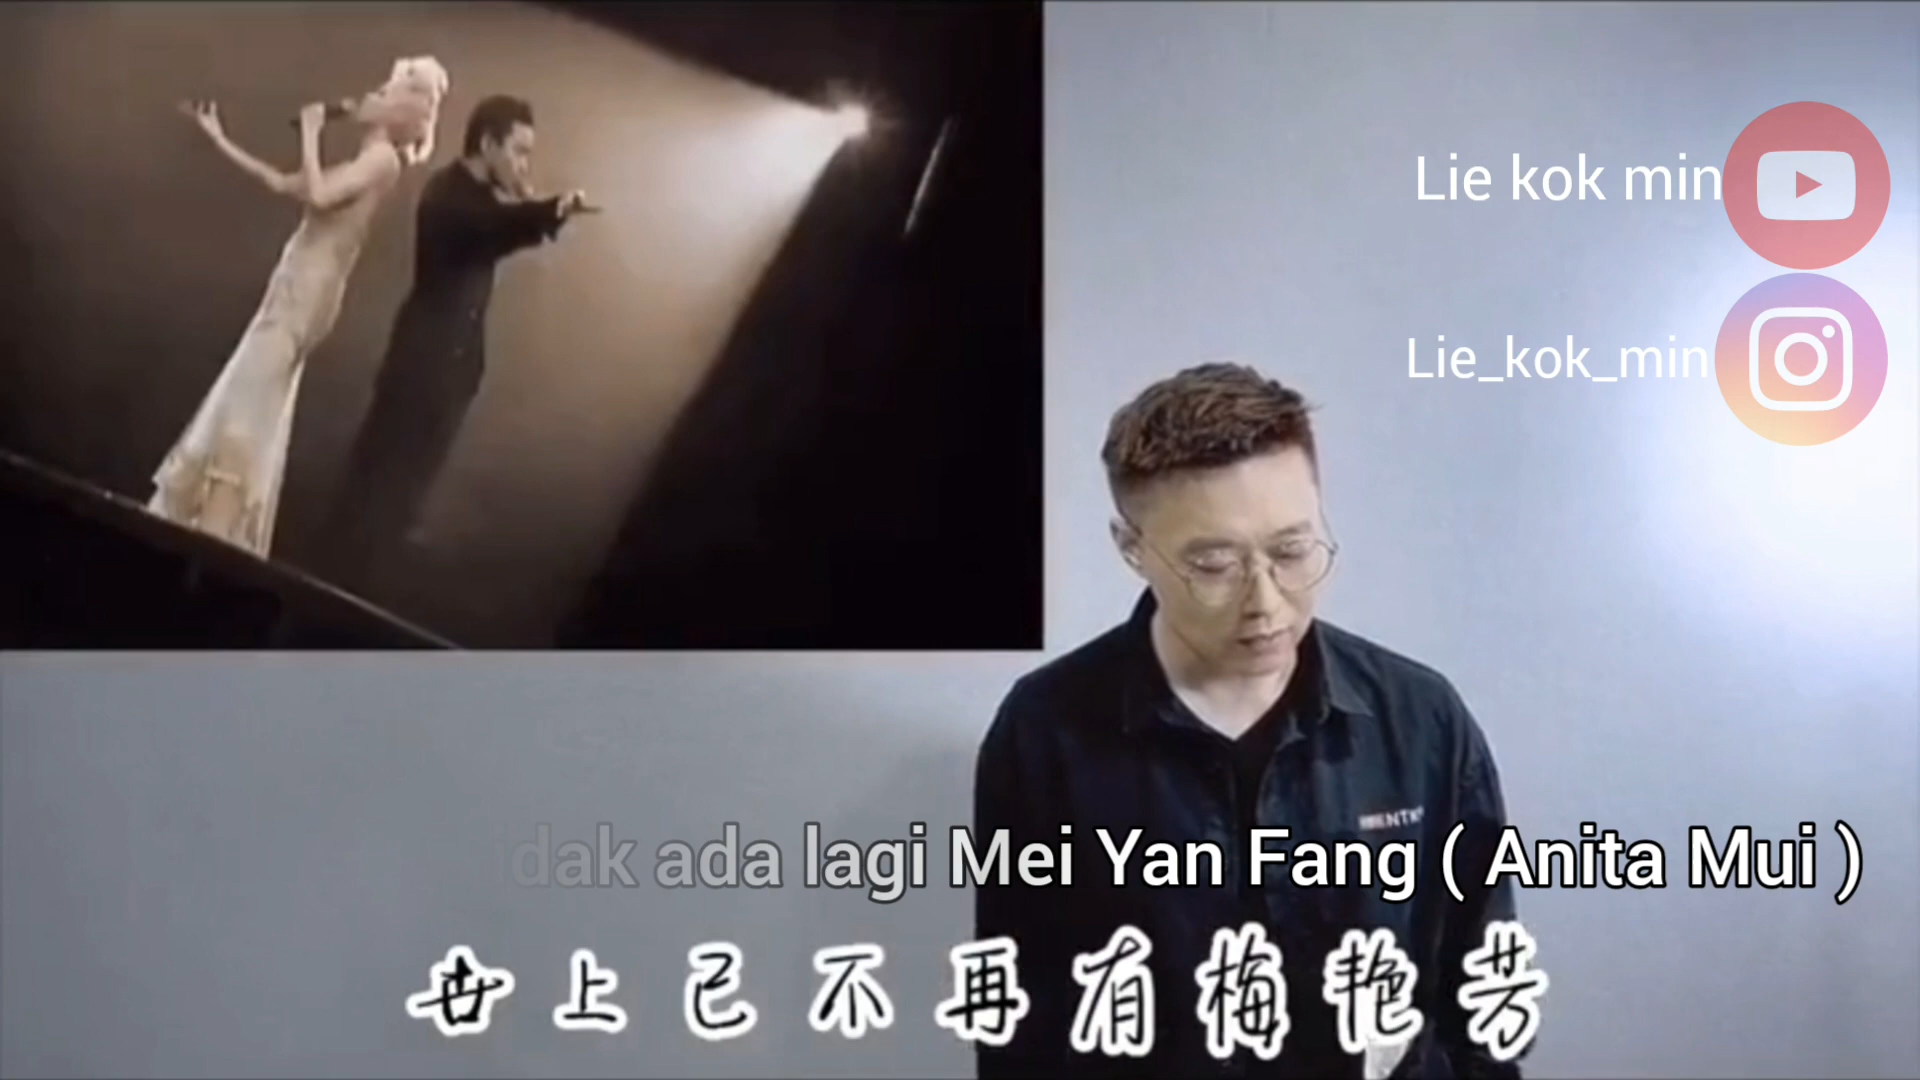 Lie kok min
Lie_kok_min
dak ada lagi Mei Yan Fang ( Anita Mui )
世上已不再有梅艳芳